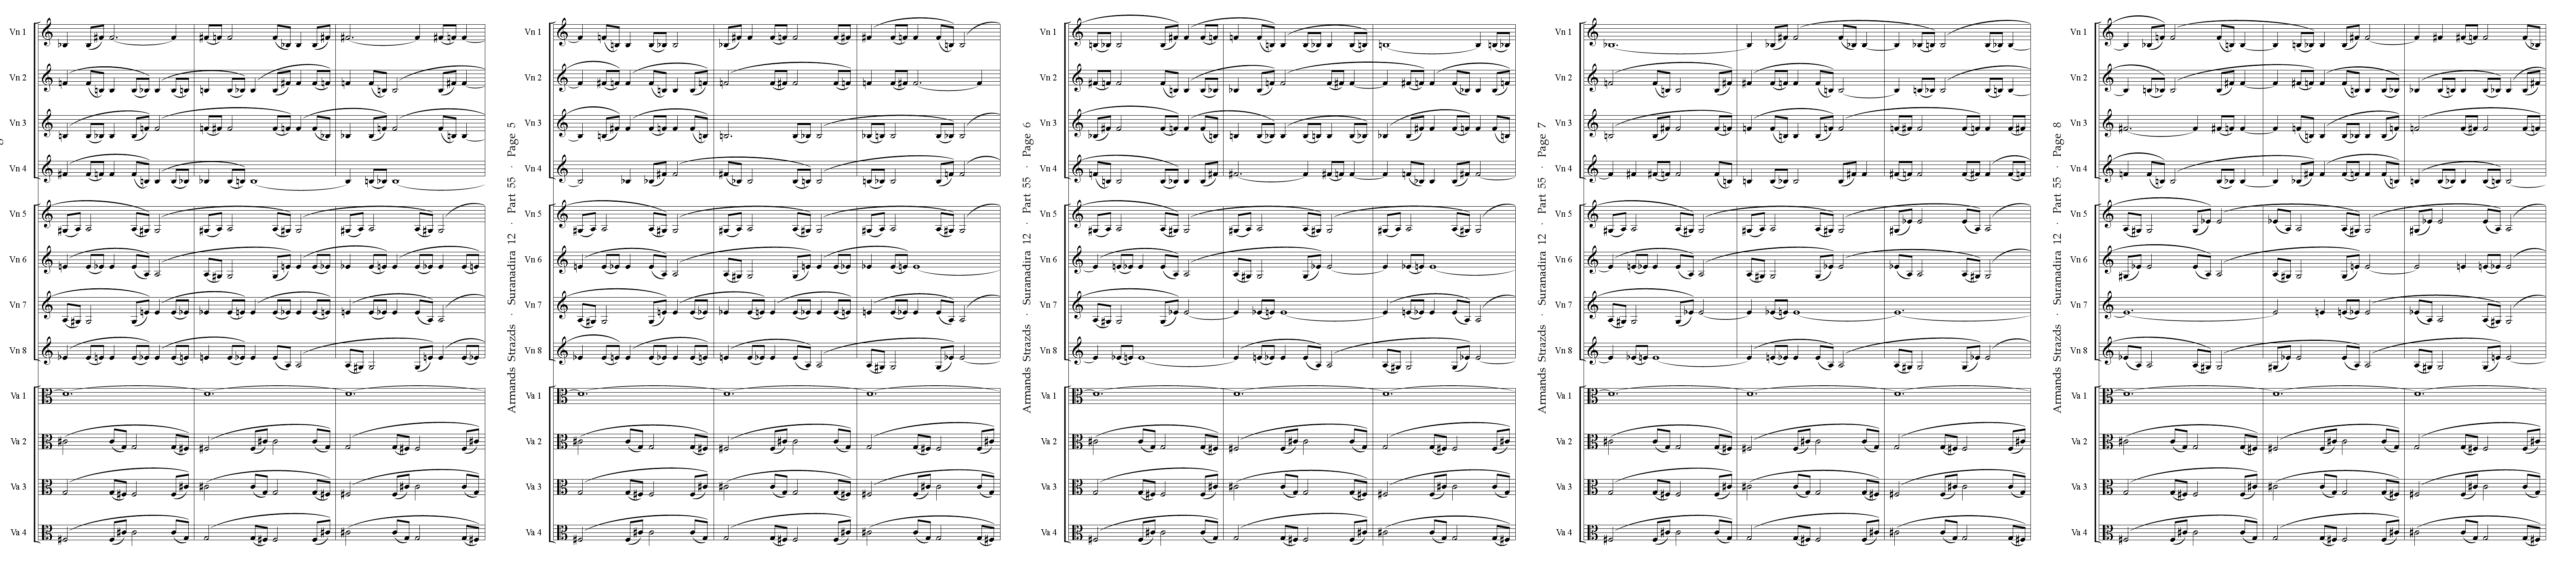 Vn 1
Vn 2
Vn 3
Vn 4
Vn 5
Vn 6
Vn 7
Vn 8
Va 1
Va 2
Va 3
Va 4
Armands Strazds · Suranadira 12 · Part 55 · Page 5
Vn 1
Vn 2
Vn 3
Vn 4
Vn 5
Vn 6
Vn 7
Vn 8
Va 1
Va 2
Va 3
Va 4
Armands Strazds · Suranadira 12 · Part 55 · Page 6
Vn 1
Vn 2
Vn 3
Vn 4
Vn 5
Vn 6
Vn 7
Vn 8
Va 1
Va 2
Va 3
Va 4
Armands Strazds · Suranadira 12 · Part 55 · Page 7
Vn 1
Vn 2
Vn 3
Vn 4
Vn 5
Vn 6
Vn 7
Vn 8
Va 1
Va 2
Va 3
Va 4
Armands Strazds · Suranadira 12 · Part 55 · Page 8
Vn 1
Vn 2
Vn 3
Vn 4
Vn 5
Vn 6
Vn 7
Vn 8
Va 1
Va 2
Va 3
Va 4